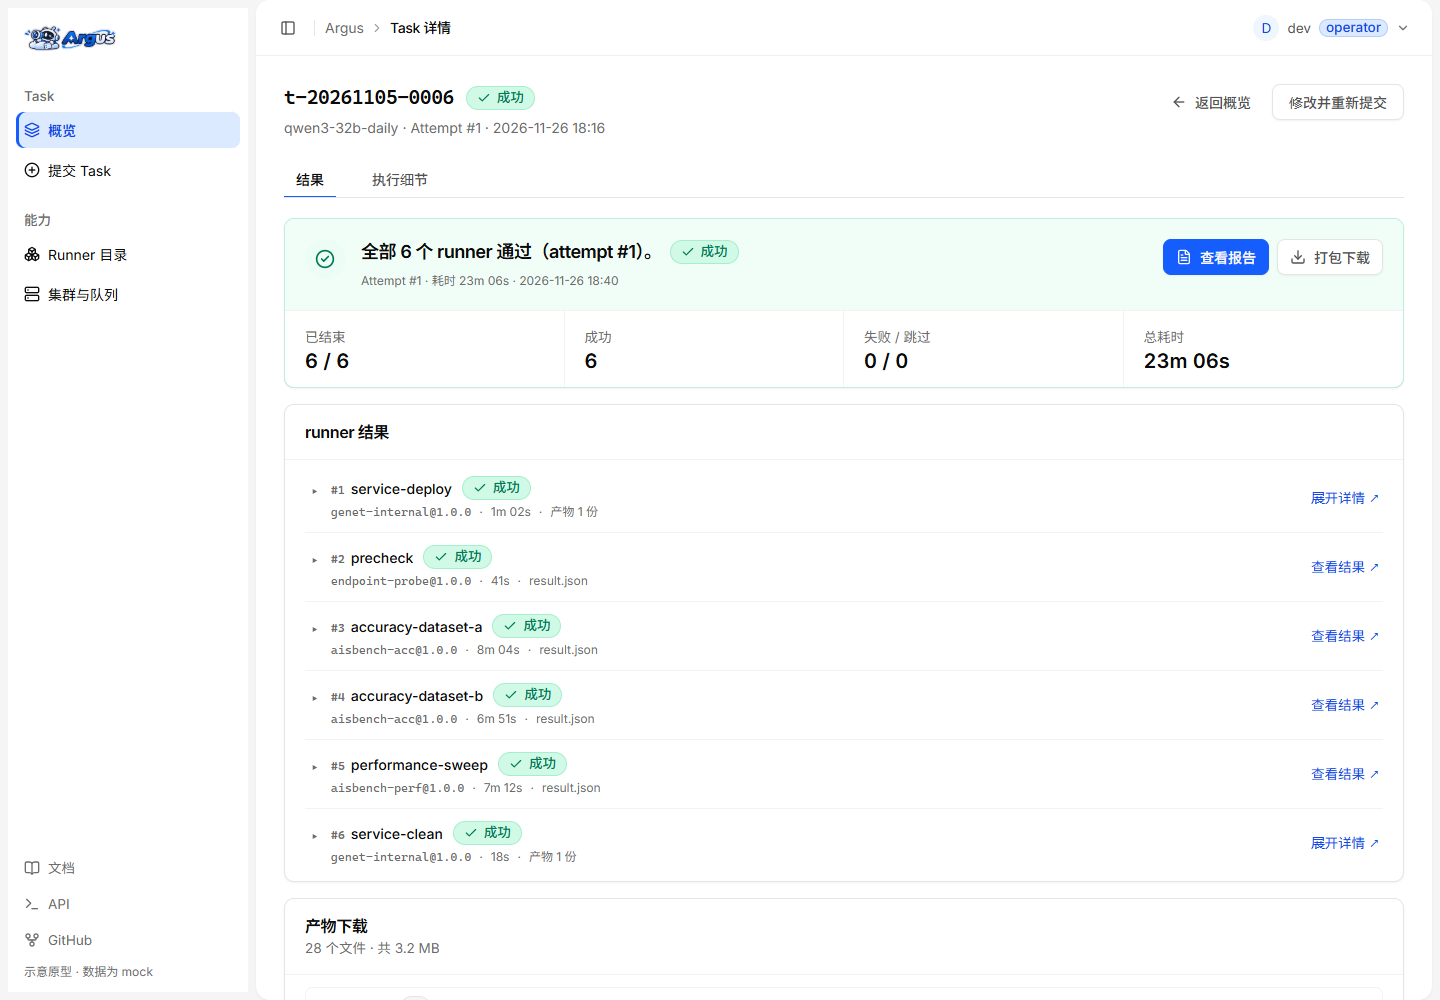 Argus
Task
概览
提交 Task
能力
Runner 目录
集群与队列
文档
API
GitHub
示意原型 · 数据为 mock
Argus > Task 详情
D dev operator
t-20261105-0006 成功
qwen3-32b-daily · Attempt #1 · 2026-11-26 18:16
← 返回概览 修改并重新提交
结果 执行细节
全部 6 个 runner 通过（attempt #1）。 成功
Attempt #1 · 耗时 23m 06s · 2026-11-26 18:40
查看报告 打包下载
已结束 成功 失败 / 跳过 总耗时
6 / 6 6 0 / 0 23m 06s
runner 结果
#1 service-deploy 成功
genet-internal@1.0.0 · 1m 02s · 产物 1 份
展开详情 ↗
#2 precheck 成功
endpoint-probe@1.0.0 · 41s · result.json
查看结果 ↗
#3 accuracy-dataset-a 成功
aisbench-acc@1.0.0 · 8m 04s · result.json
查看结果 ↗
#4 accuracy-dataset-b 成功
aisbench-acc@1.0.0 · 6m 51s · result.json
查看结果 ↗
#5 performance-sweep 成功
aisbench-perf@1.0.0 · 7m 12s · result.json
查看结果 ↗
#6 service-clean 成功
genet-internal@1.0.0 · 18s · 产物 1 份
展开详情 ↗
产物下载
28 个文件 · 共 3.2 MB